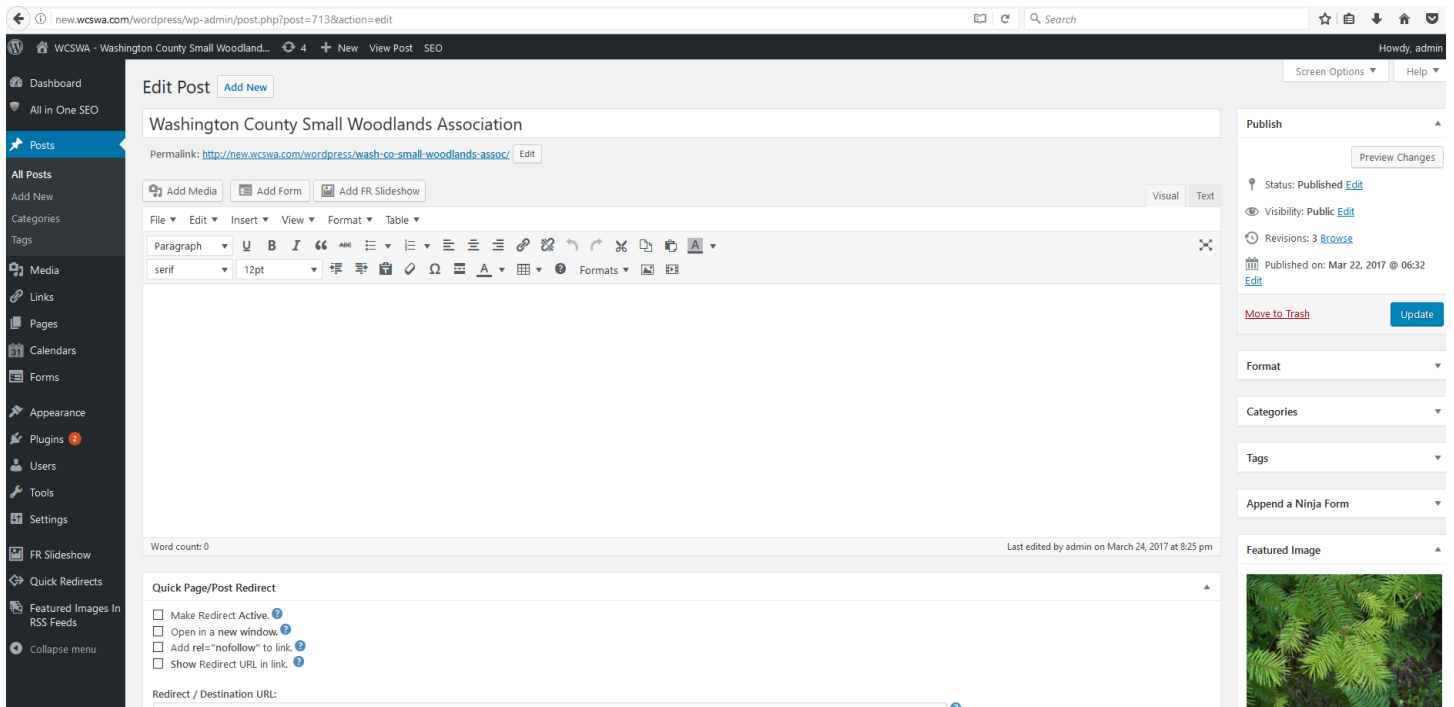 new.wcswa.com/wordpress/wp-admin/post.php?post=713&action=edit
Search
WCSWA - Washington County Small Woodland... 4 New View Post SEO
Howdy, admin
Dashboard
All in One SEO
Posts
All Posts
Add New
Categories
Tags
Media
Links
Pages
Calendars
Forms
Appearance
Plugins 2
Users
Tools
Settings
FR Slideshow
Quick Redirects
Featured Images In
RSS Feeds
Collapse menu
Screen Options Help
Edit Post Add New
Washington County Small Woodlands Association
Permalink: http://new.wcswa.com/wordpress/wash-co-small-woodlands-assoc/ Edit
Add Media Add Form Add FR Slideshow
Visual Text
File Edit Insert View Format Table
Paragraph U B I ABC A
serif 12pt Ω A Formats
Word count: 0
Last edited by admin on March 24, 2017 at 8:25 pm
Quick Page/Post Redirect
Make Redirect Active. ?
Open in a new window. ?
Add rel="nofollow" to link. ?
Show Redirect URL in link. ?
Redirect / Destination URL:
Publish
Preview Changes
Status: Published Edit
Visibility: Public Edit
Revisions: 3 Browse
Published on: Mar 22, 2017 @ 06:32
Edit
Move to Trash Update
Format
Categories
Tags
Append a Ninja Form
Featured Image